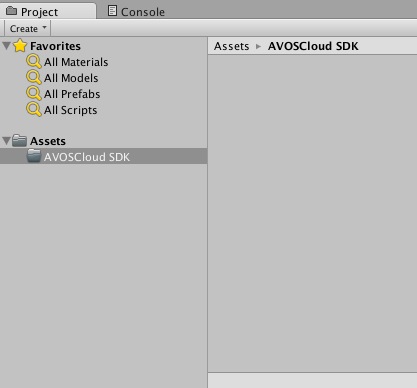 Project
Console
Create
Favorites
Assets ▸ AVOSCloud SDK
All Materials
All Models
All Prefabs
All Scripts
Assets
AVOSCloud SDK